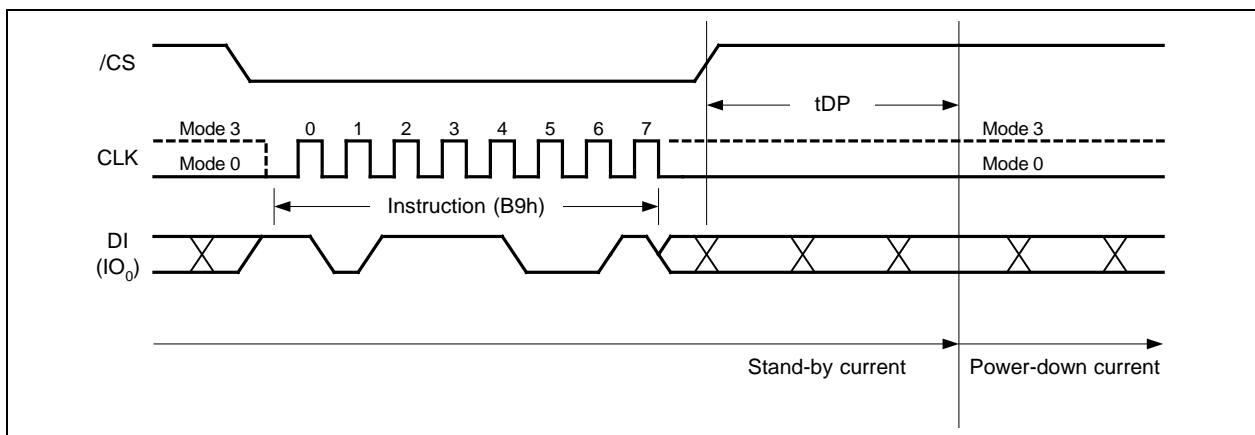 /CS
tDP
Mode 3 0 1 2 3 4 5 6 7 Mode 3
CLK
Mode 0 Mode 0
Instruction (B9h)
DI
(IO0)
Stand-by current Power-down current